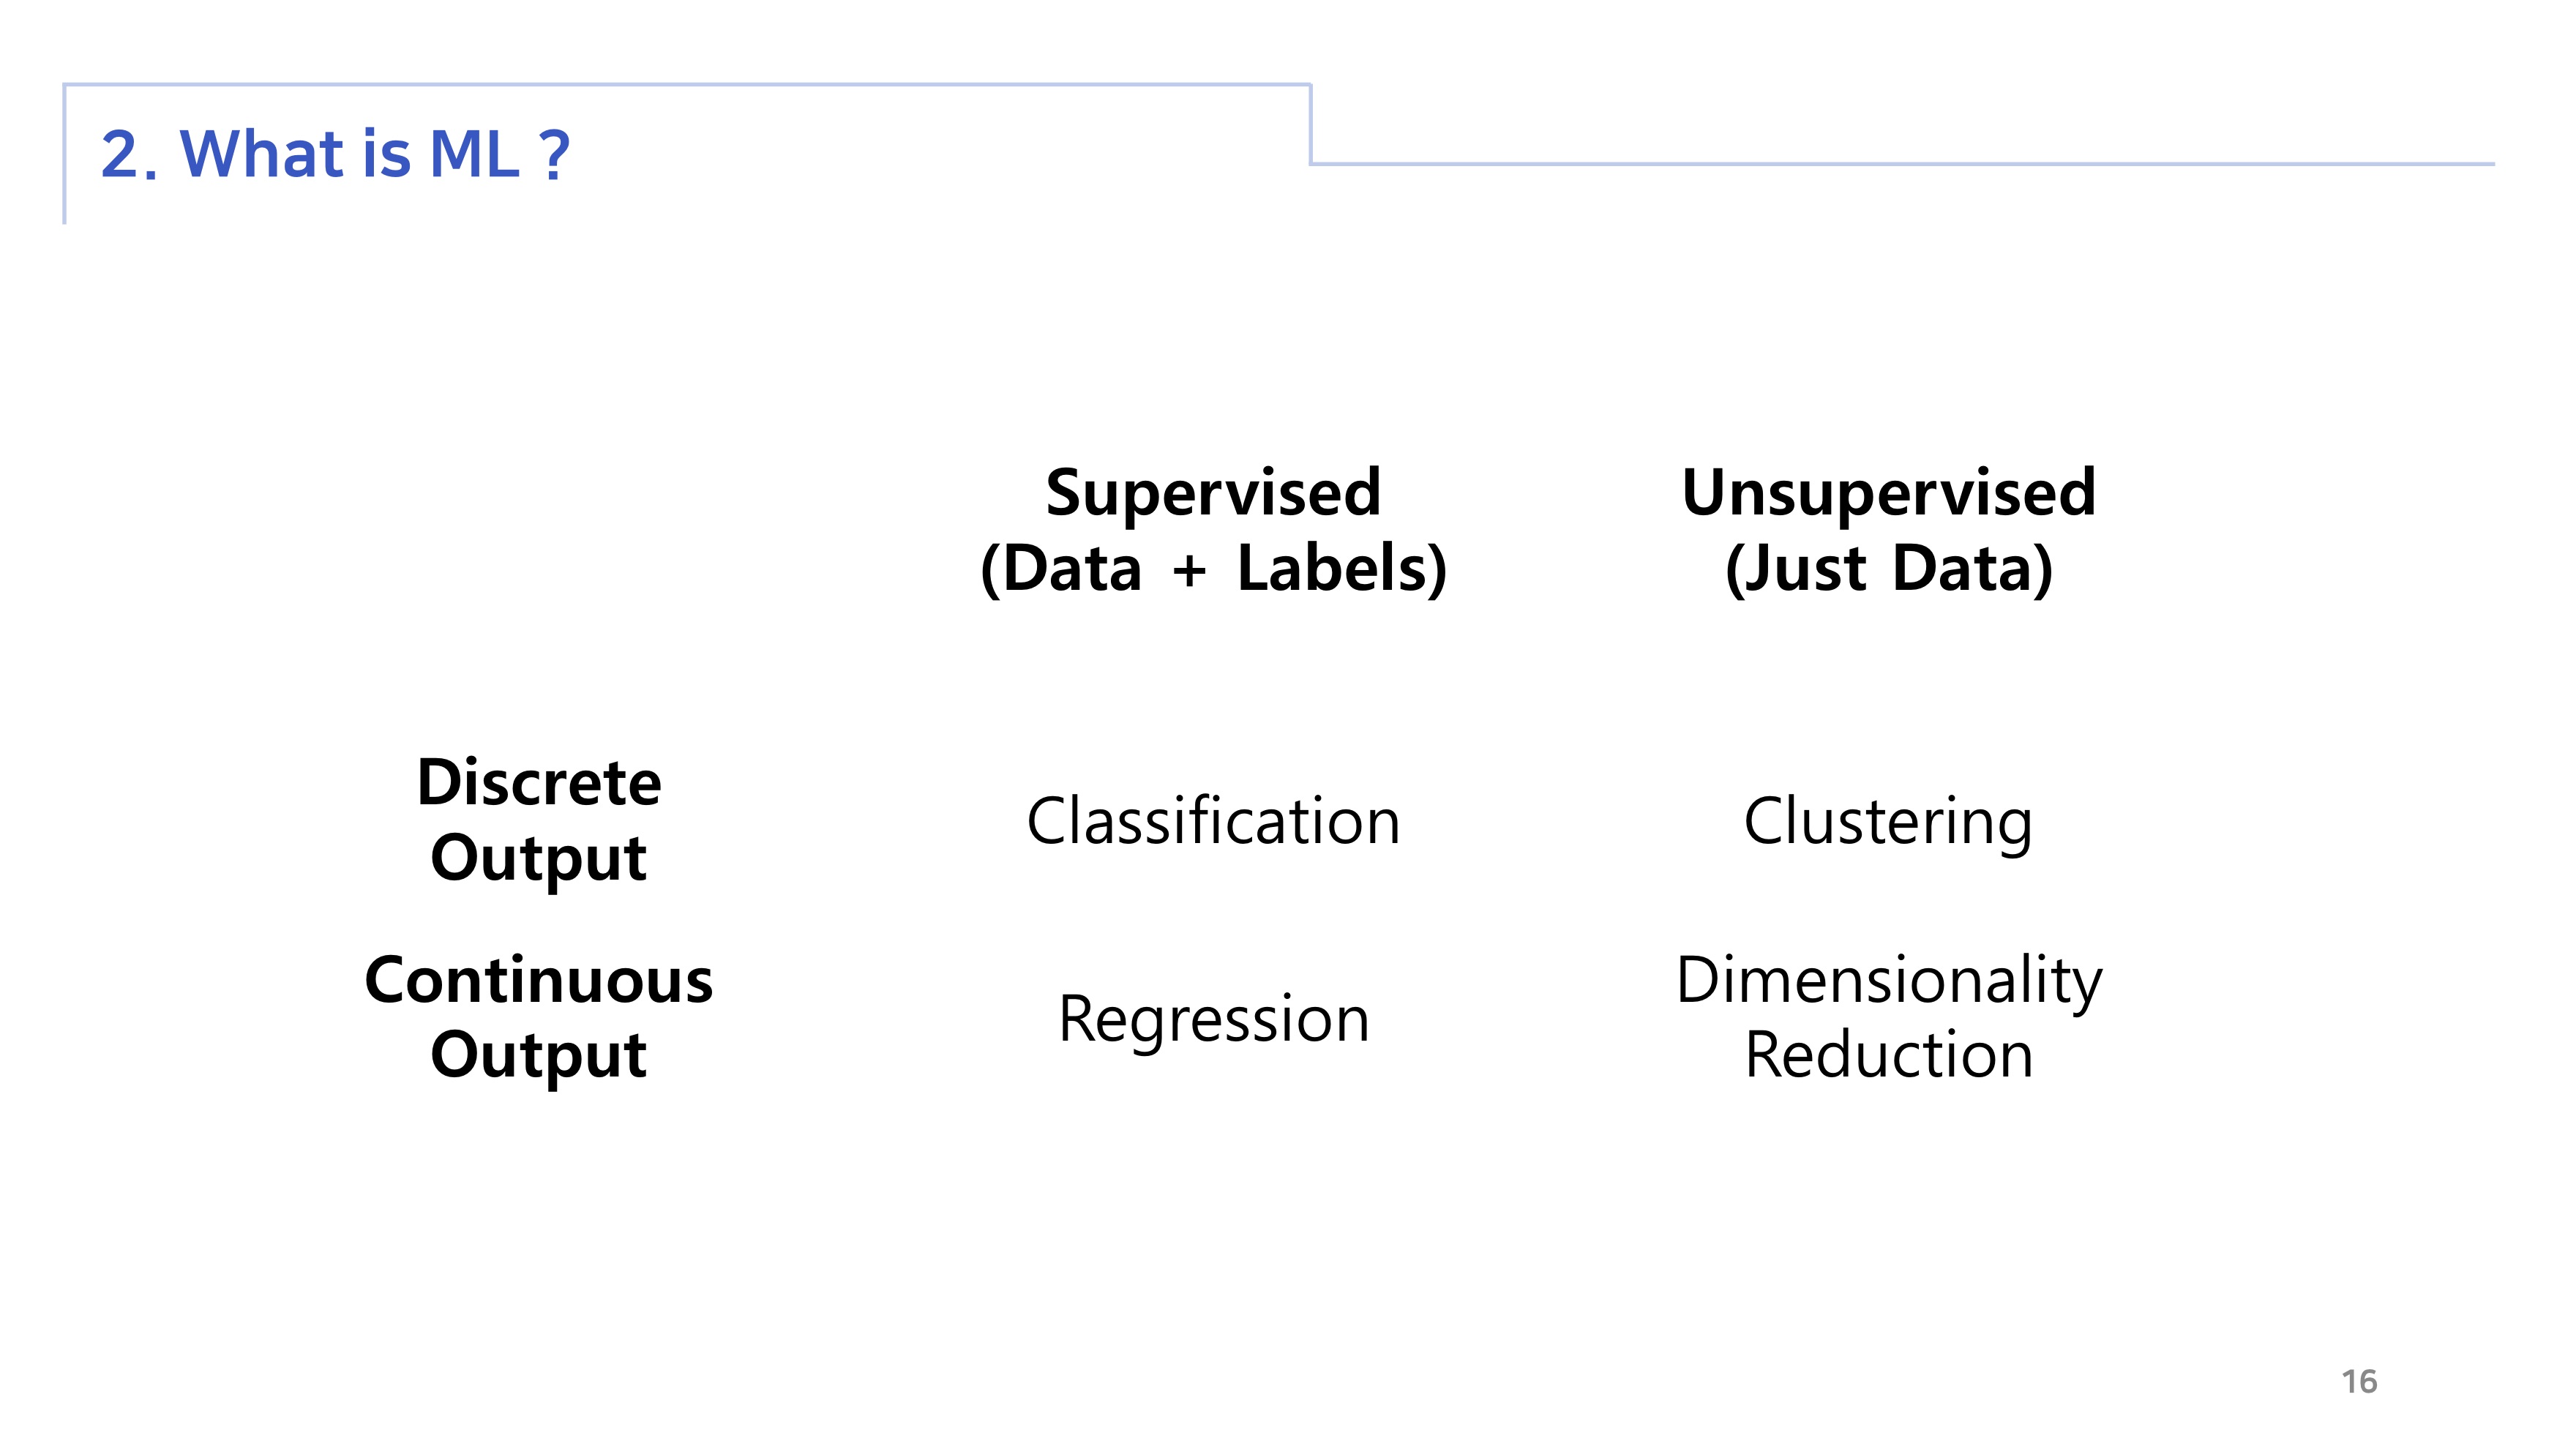 2. What is ML ?
Supervised
(Data + Labels)
Unsupervised
(Just Data)
Discrete
Output
Classification
Clustering
Continuous
Output
Regression
Dimensionality
Reduction
16